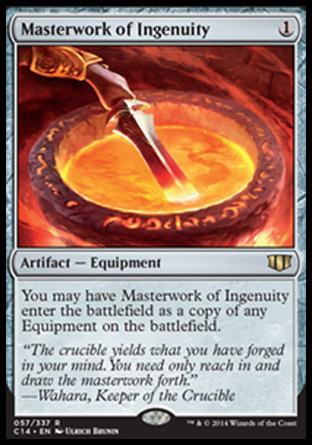 Masterwork of Ingenuity 1
Artifact — Equipment
You may have Masterwork of Ingenuity
enter the battlefield as a copy of any
Equipment on the battlefield.
“The crucible yields what you have forged
in your mind. You need only reach in and
draw the masterwork forth.”
—Wahara, Keeper of the Crucible
057/337 R
C14 • EN Ulrich Brunin
™ & © 2014 Wizards of the Coast